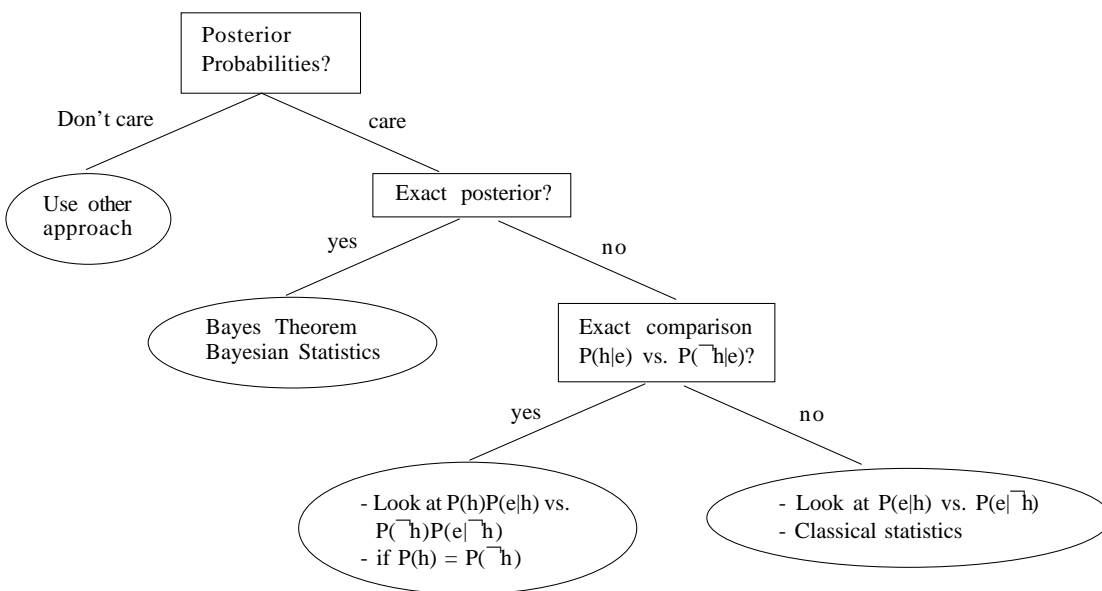 Posterior
Probabilities?
Don't care
care
Use other
approach
Exact posterior?
yes
no
Bayes Theorem
Bayesian Statistics
Exact comparison
P(h|e) vs. P(¬h|e)?
yes
no
- Look at P(h)P(e|h) vs.
P(¬h)P(e|¬h)
- if P(h) = P(¬h)
- Look at P(e|h) vs. P(e|¬h)
- Classical statistics